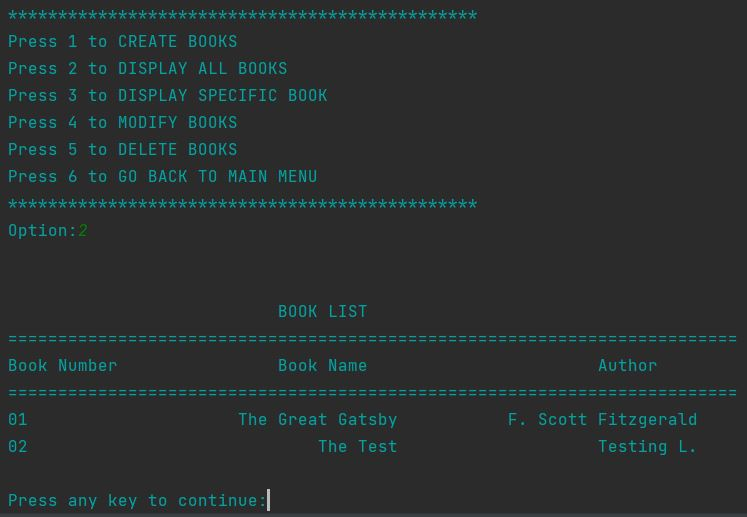 ***********************************************
Press 1 to CREATE BOOKS
Press 2 to DISPLAY ALL BOOKS
Press 3 to DISPLAY SPECIFIC BOOK
Press 4 to MODIFY BOOKS
Press 5 to DELETE BOOKS
Press 6 to GO BACK TO MAIN MENU
***********************************************
Option:2
BOOK LIST
=========================================================================
Book Number                Book Name                       Author
=========================================================================
01                     The Great Gatsby           F. Scott Fitzgerald
02                             The Test                    Testing L.
Press any key to continue: